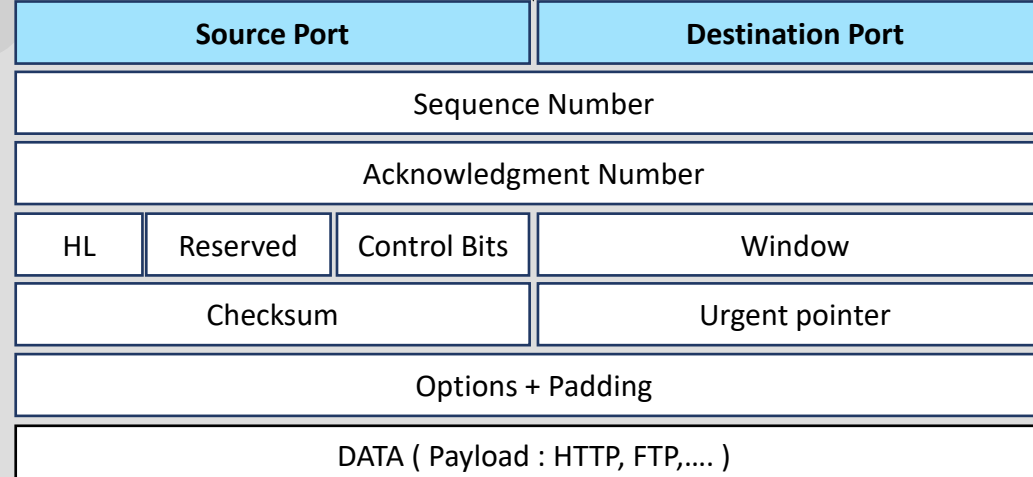 Source Port Destination Port
Sequence Number
Acknowledgment Number
HL Reserved Control Bits Window
Checksum Urgent pointer
Options + Padding
DATA ( Payload : HTTP, FTP,.... )